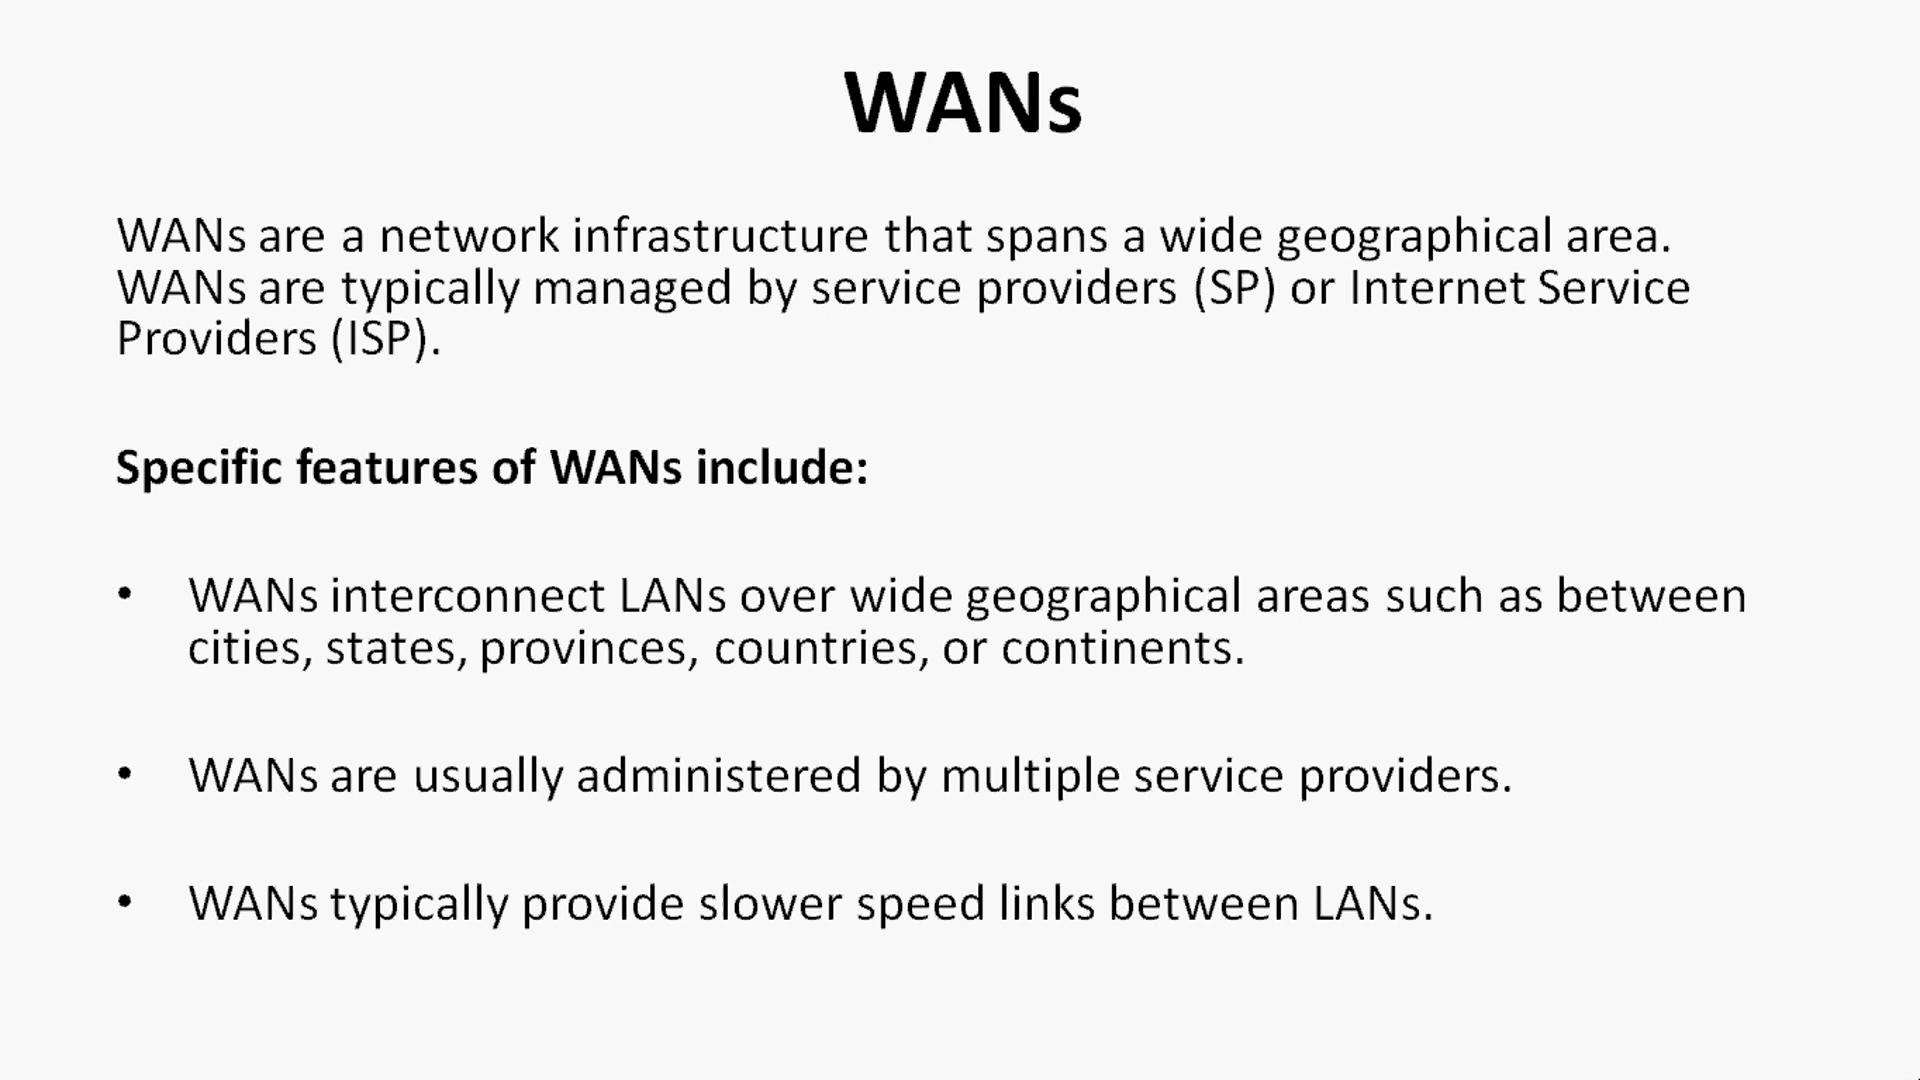 WANs
WANs are a network infrastructure that spans a wide geographical area.
WANs are typically managed by service providers (SP) or Internet Service
Providers (ISP).
Specific features of WANs include:
• WANs interconnect LANs over wide geographical areas such as between
cities, states, provinces, countries, or continents.
• WANs are usually administered by multiple service providers.
• WANs typically provide slower speed links between LANs.